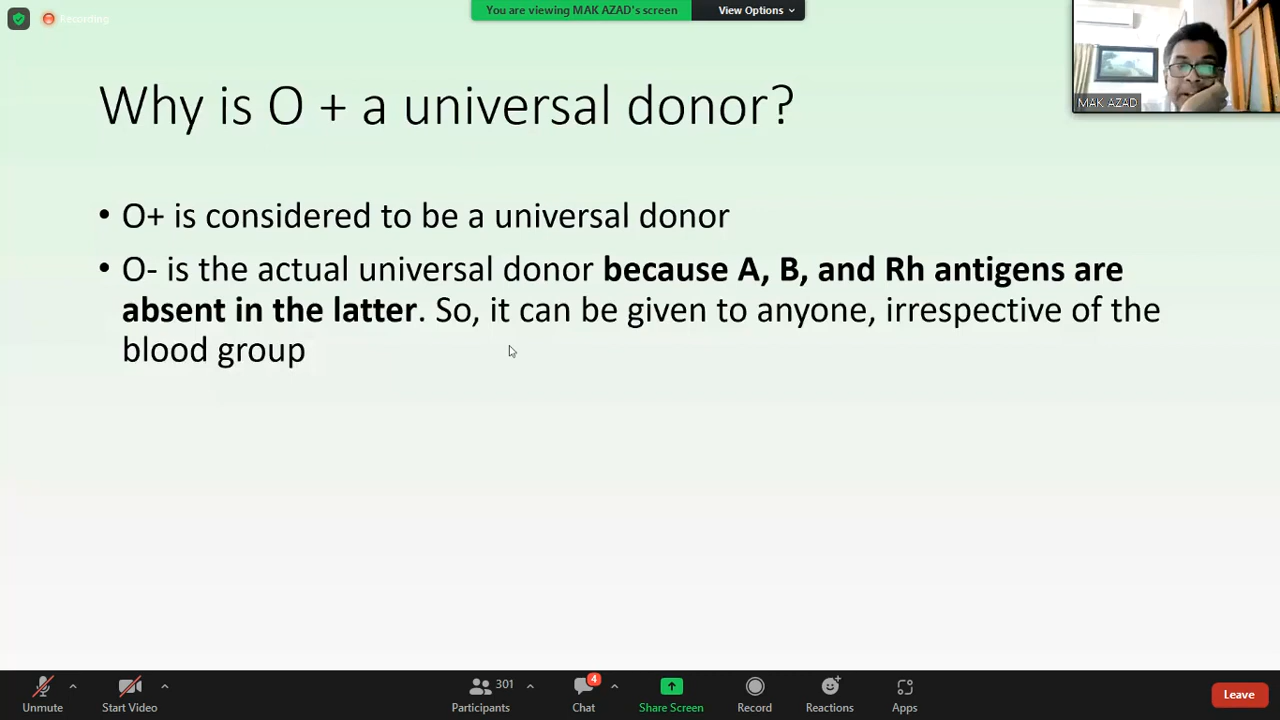 Recording
You are viewing MAK AZAD's screen
View Options
MAK AZAD
Why is O + a universal donor?
• O+ is considered to be a universal donor
• O- is the actual universal donor because A, B, and Rh antigens are
absent in the latter. So, it can be given to anyone, irrespective of the
blood group
Unmute
Start Video
301
Participants
4
Chat
Share Screen
Record
Reactions
Apps
Leave